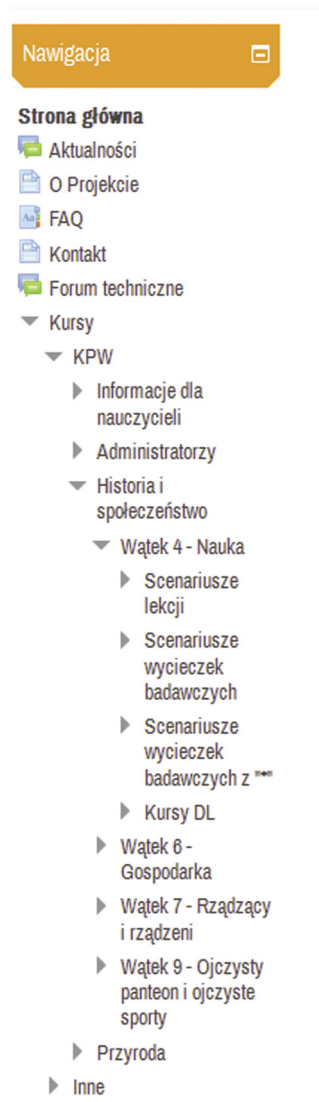 Nawigacja
Strona główna
Aktualności
O Projekcie
FAQ
Kontakt
Forum techniczne
Kursy
KPW
Informacje dla
nauczycieli
Administratorzy
Historia i
społeczeństwo
Wątek 4 - Nauka
Scenariusze
lekcji
Scenariusze
wycieczek
badawczych
Scenariusze
wycieczek
badawczych z "*"
Kursy DL
Wątek 6 -
Gospodarka
Wątek 7 - Rządzący
i rządzeni
Wątek 9 - Ojczysty
panteon i ojczyste
sporty
Przyroda
Inne